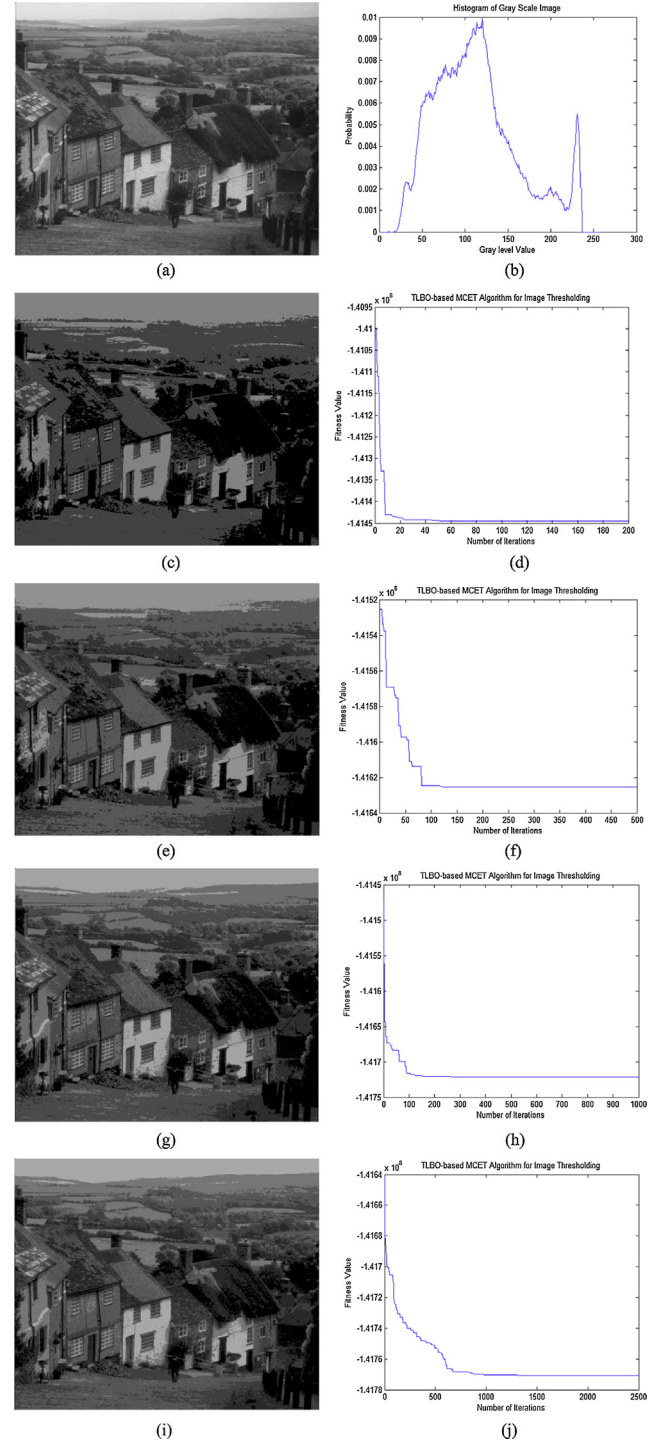 Histogram of Gray Scale Image
0.01
0.009
0.008
0.007
0.006
0.005
0.004
0.003
0.002
0.001
0
Probability
0 50 100 150 200 250 300
Gray level Value
(a) (b)
TLBO-based MCET Algorithm for Image Thresholding
x 10^8
-1.4095
-1.41
-1.4105
-1.411
-1.4115
-1.412
-1.4125
-1.413
-1.4135
-1.414
-1.4145
Fitness Value
0 20 40 60 80 100 120 140 160 180 200
Number of Iterctions
(c) (d)
TLBO-based MCET Algorithm for Image Thresholding
x 10^8
-1.4152
-1.4154
-1.4156
-1.4158
-1.416
-1.4162
-1.4164
Fitness Value
0 50 100 150 200 250 300 350 400 450 500
Number of Iterations
(e) (f)
TLBO-based MCET Algorithm for Image Thresholding
x 10^8
-1.4145
-1.415
-1.4155
-1.416
-1.4165
-1.417
-1.4175
Fitness Value
0 100 200 300 400 500 600 700 800 900 1000
Number of Iterations
(g) (h)
TLBO-based MCET Algorithm for Image Thresholding
x 10^8
-1.4164
-1.4166
-1.4168
-1.417
-1.4172
-1.4174
-1.4176
-1.4178
Fitness Value
0 500 1000 1500 2000 2500
Number of Iterations
(i) (j)